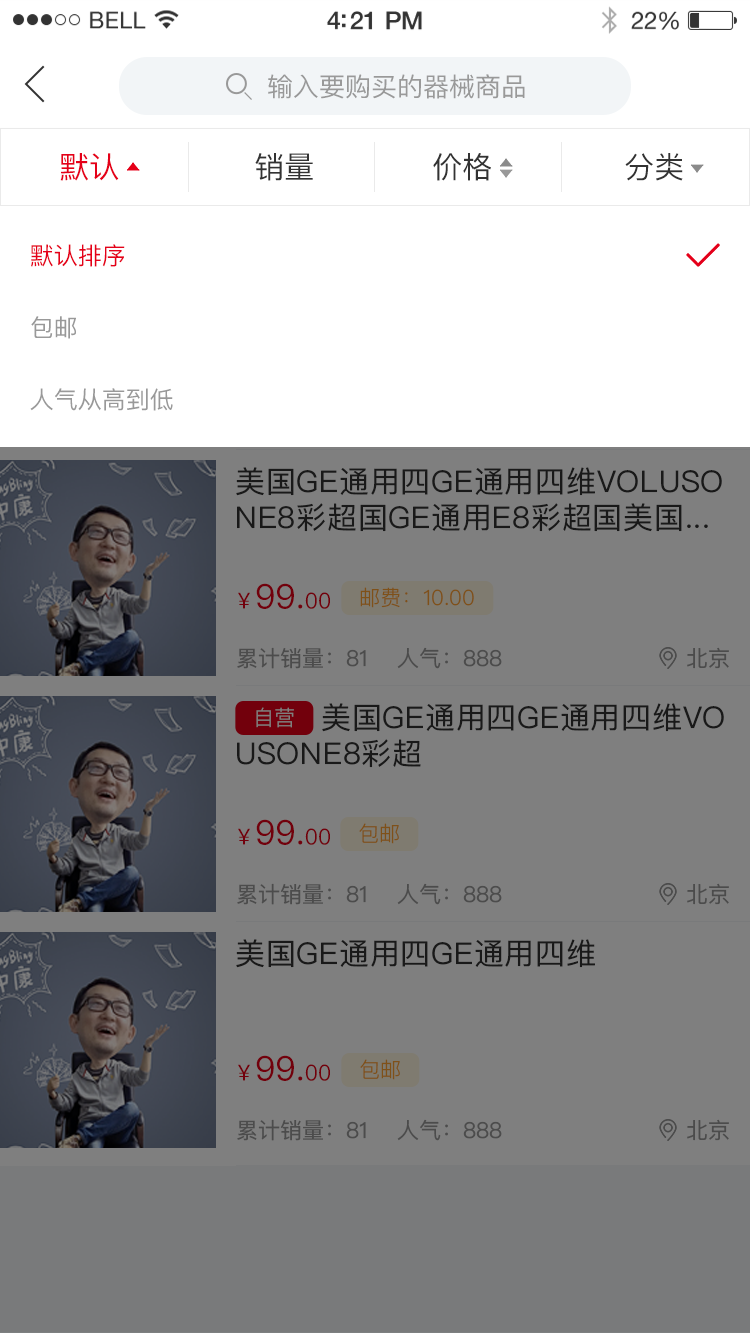 BELL 4:21 PM 22%
输入要购买的器械商品
默认 销量 价格 分类
默认排序
包邮
人气从高到低
美国GE通用四GE通用四维VOLUSO
NE8彩超国GE通用E8彩超国美国...
¥99.00 邮费：10.00
累计销量：81 人气：888 北京
自营 美国GE通用四GE通用四维VO
USONE8彩超
¥99.00 包邮
累计销量：81 人气：888 北京
美国GE通用四GE通用四维
¥99.00 包邮
累计销量：81 人气：888 北京